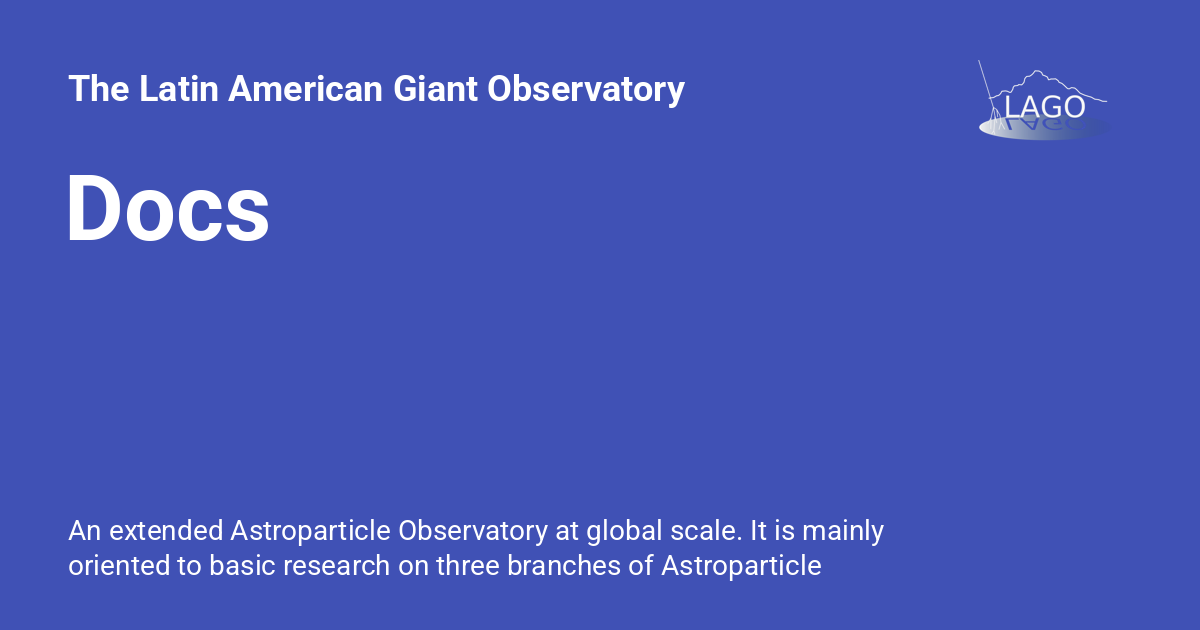 The Latin American Giant Observatory
LAGO
LAGO
Docs
An extended Astroparticle Observatory at global scale. It is mainly
oriented to basic research on three branches of Astroparticle